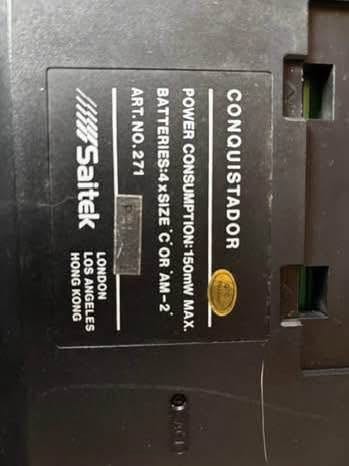 CONQUISTADOR
POWER CONSUMPTION: 150mW MAX.
BATTERIES: 4 x SIZE 'C' OR 'AM-2'
ART. NO. 271
Saitek
LONDON
LOS ANGELES
HONG KONG